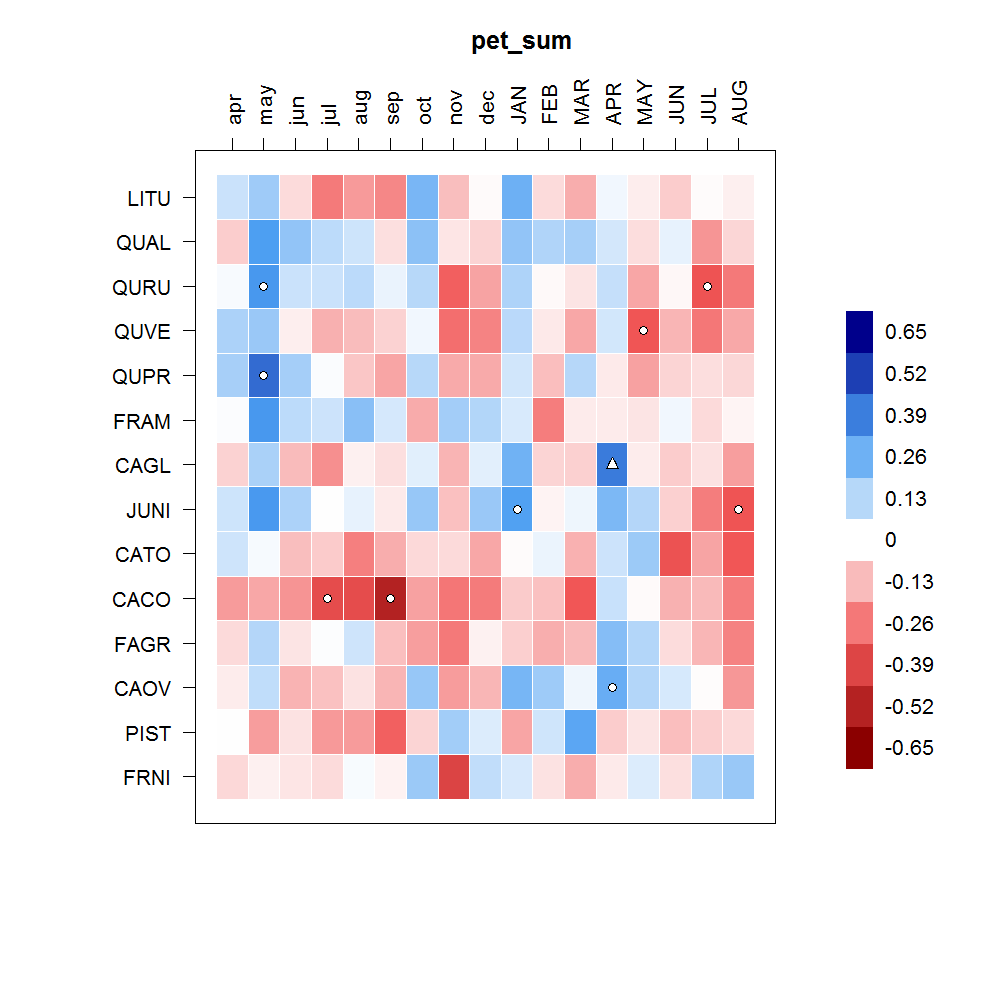 pet_sum
apr may jun jul aug sep oct nov dec JAN FEB MAR APR MAY JUN JUL AUG
LITU
QUAL
QURU
QUVE
QUPR
FRAM
CAGL
JUNI
CATO
CACO
FAGR
CAOV
PIST
FRNI
0.65
0.52
0.39
0.26
0.13
0
-0.13
-0.26
-0.39
-0.52
-0.65